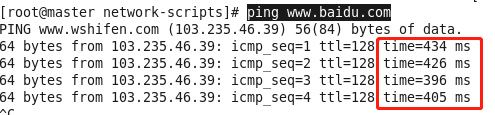 [root@master network-scripts]# ping www.baidu.com
PING www.wshifen.com (103.235.46.39) 56(84) bytes of data.
64 bytes from 103.235.46.39: icmp_seq=1 ttl=128 time=434 ms
64 bytes from 103.235.46.39: icmp_seq=2 ttl=128 time=426 ms
64 bytes from 103.235.46.39: icmp_seq=3 ttl=128 time=396 ms
64 bytes from 103.235.46.39: icmp_seq=4 ttl=128 time=405 ms
^C